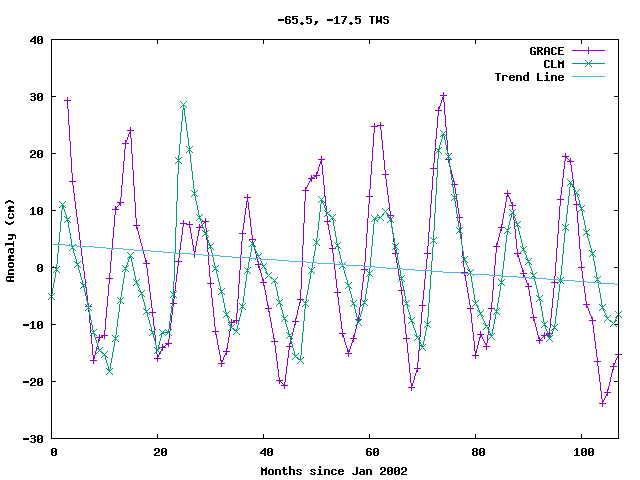 -65.5, -17.5 TWS
GRACE
CLM
Trend Line
40
30
20
10
0
-10
-20
-30
Anomaly (cm)
0 20 40 60 80 100
Months since Jan 2002